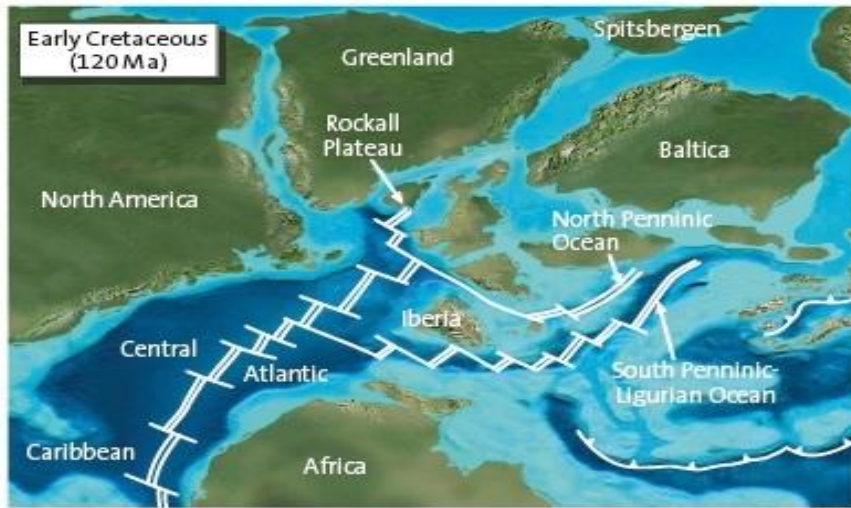 Early Cretaceous
(120 Ma)
Spitsbergen
Greenland
Rockall
Plateau
Baltica
North America
North Penninic
Ocean
Iberia
Central
Atlantic
South Penninic-
Ligurian Ocean
Caribbean
Africa